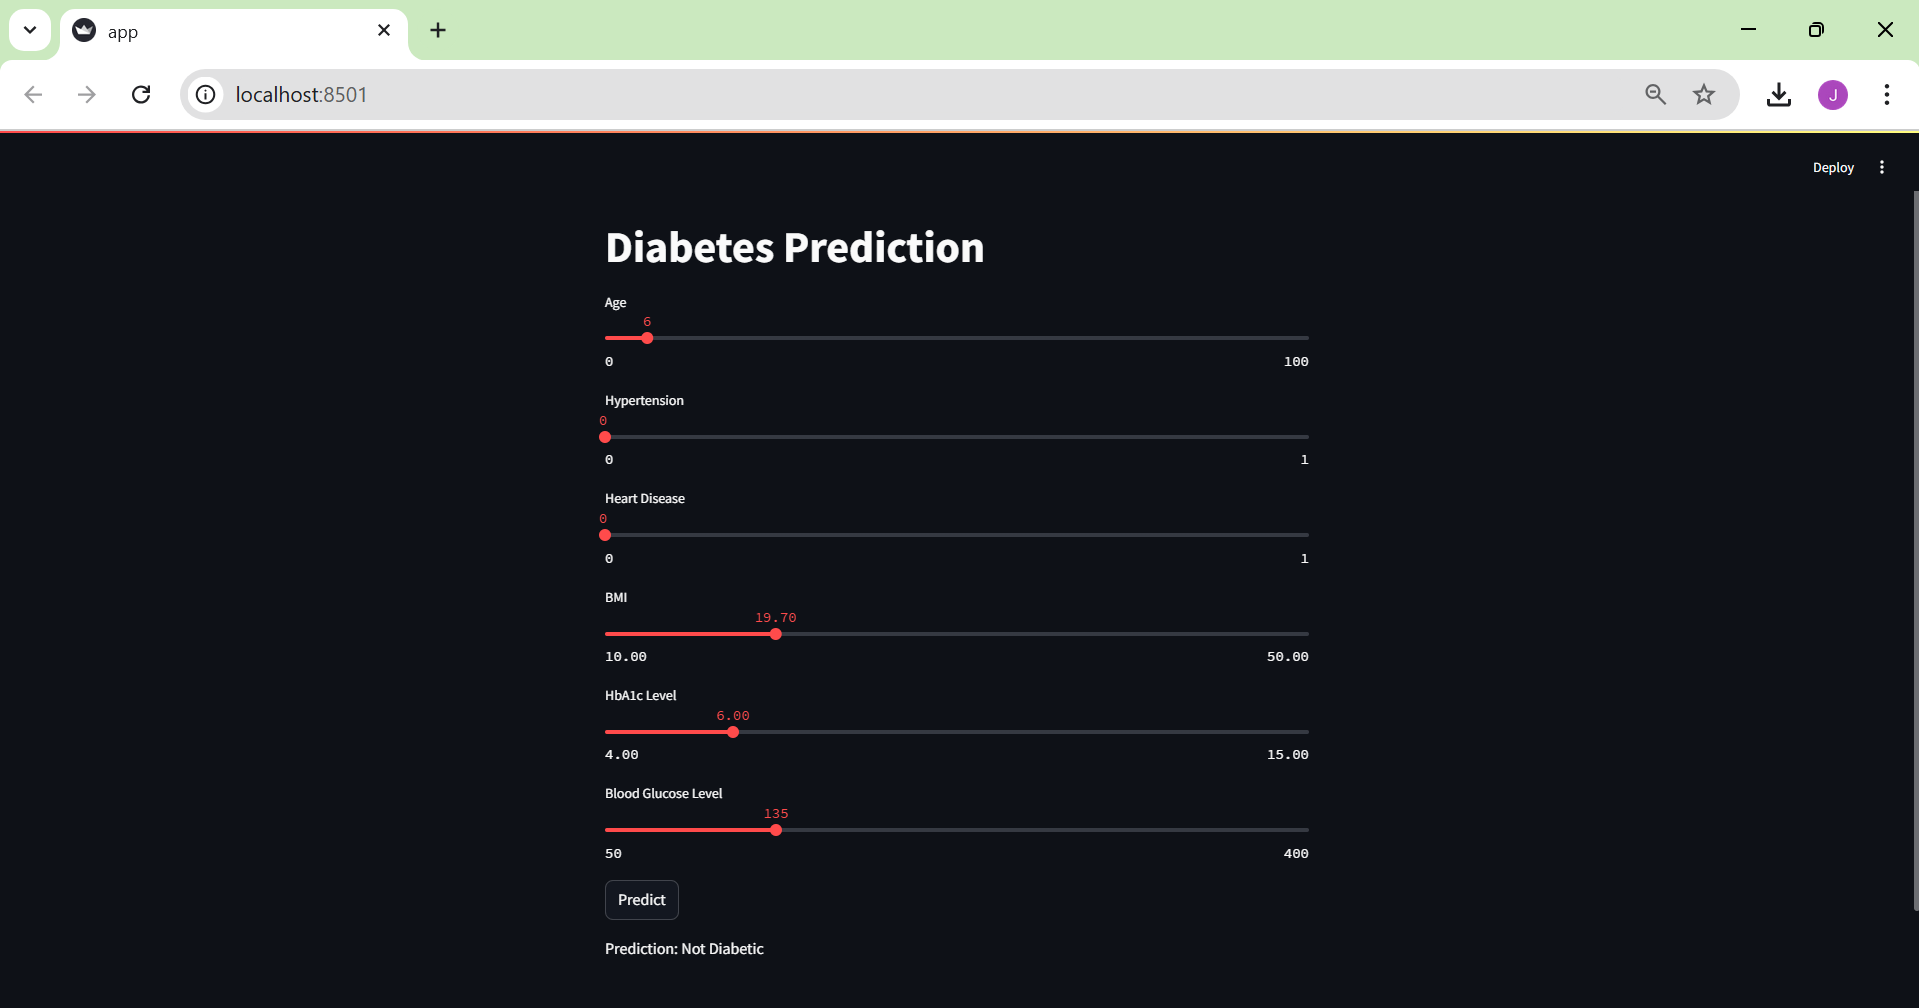 app
localhost:8501
J
Deploy
Diabetes Prediction
Age
6
0 100
Hypertension
0
0 1
Heart Disease
0
0 1
BMI
19.70
10.00 50.00
HbA1c Level
6.00
4.00 15.00
Blood Glucose Level
135
50 400
Predict
Prediction: Not Diabetic